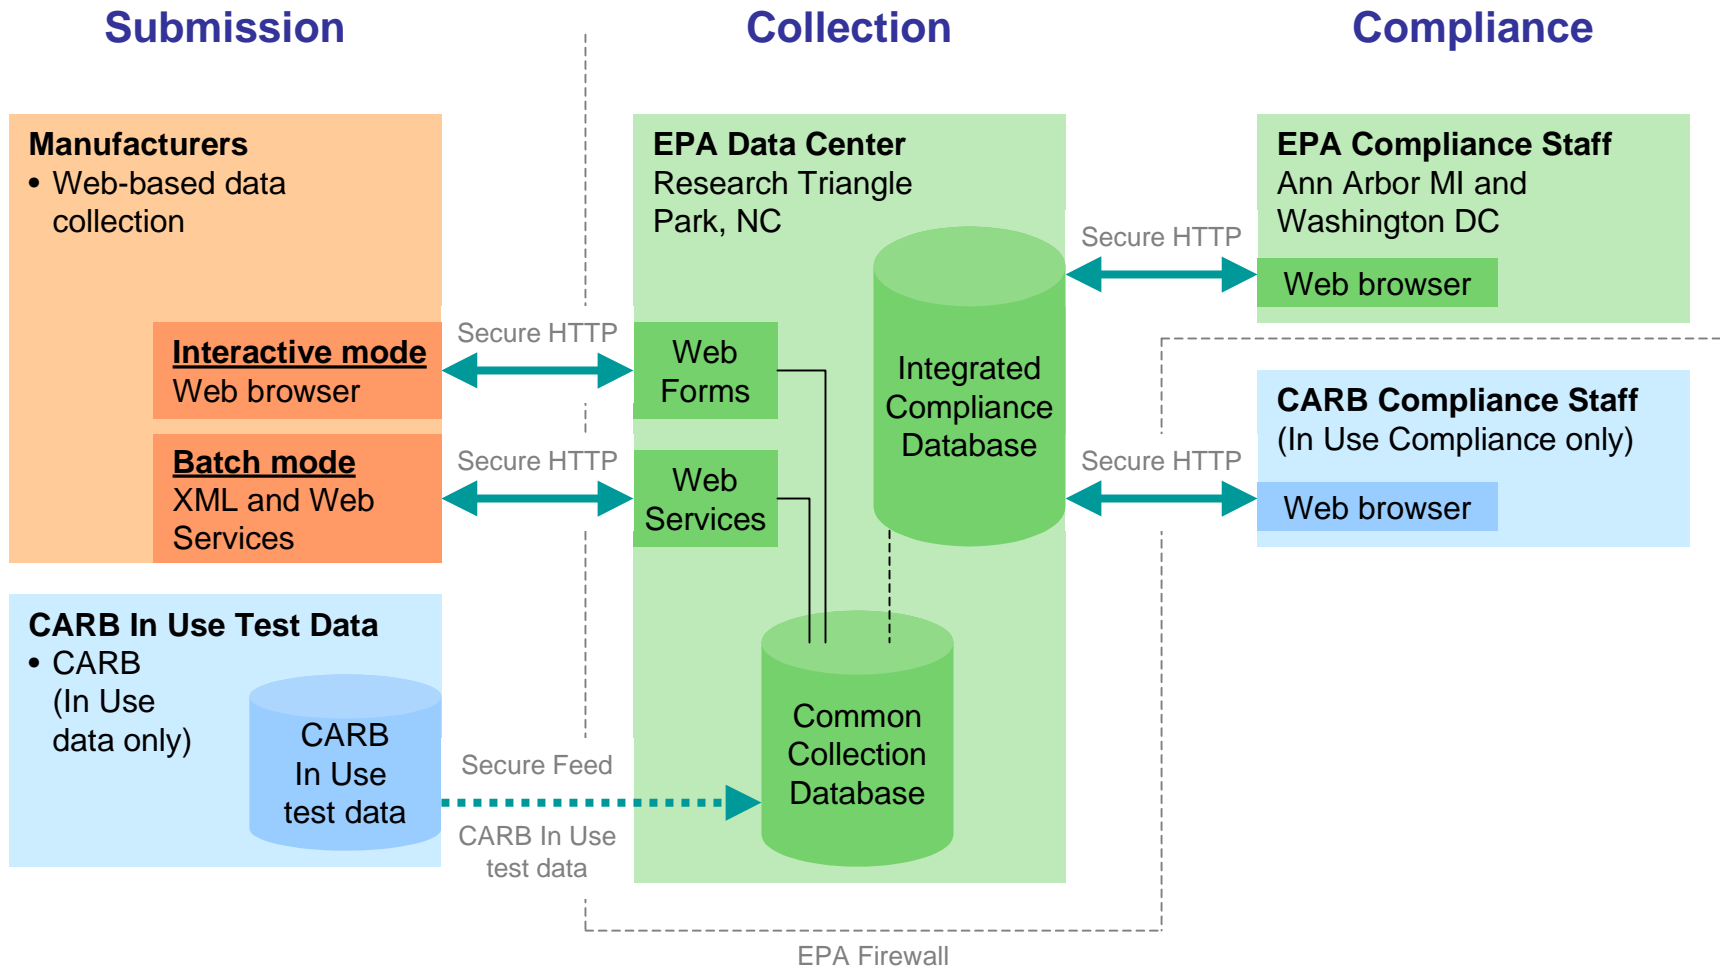 Submission
Collection
Compliance
Manufacturers
• Web-based data
collection
Interactive mode
Web browser
Batch mode
XML and Web
Services
CARB In Use Test Data
• CARB
(In Use
data only)
CARB
In Use
test data
Secure HTTP
Secure HTTP
Secure Feed
CARB In Use
test data
EPA Data Center
Research Triangle
Park, NC
Web
Forms
Web
Services
Integrated
Compliance
Database
Common
Collection
Database
Secure HTTP
Secure HTTP
EPA Compliance Staff
Ann Arbor MI and
Washington DC
Web browser
CARB Compliance Staff
(In Use Compliance only)
Web browser
EPA Firewall